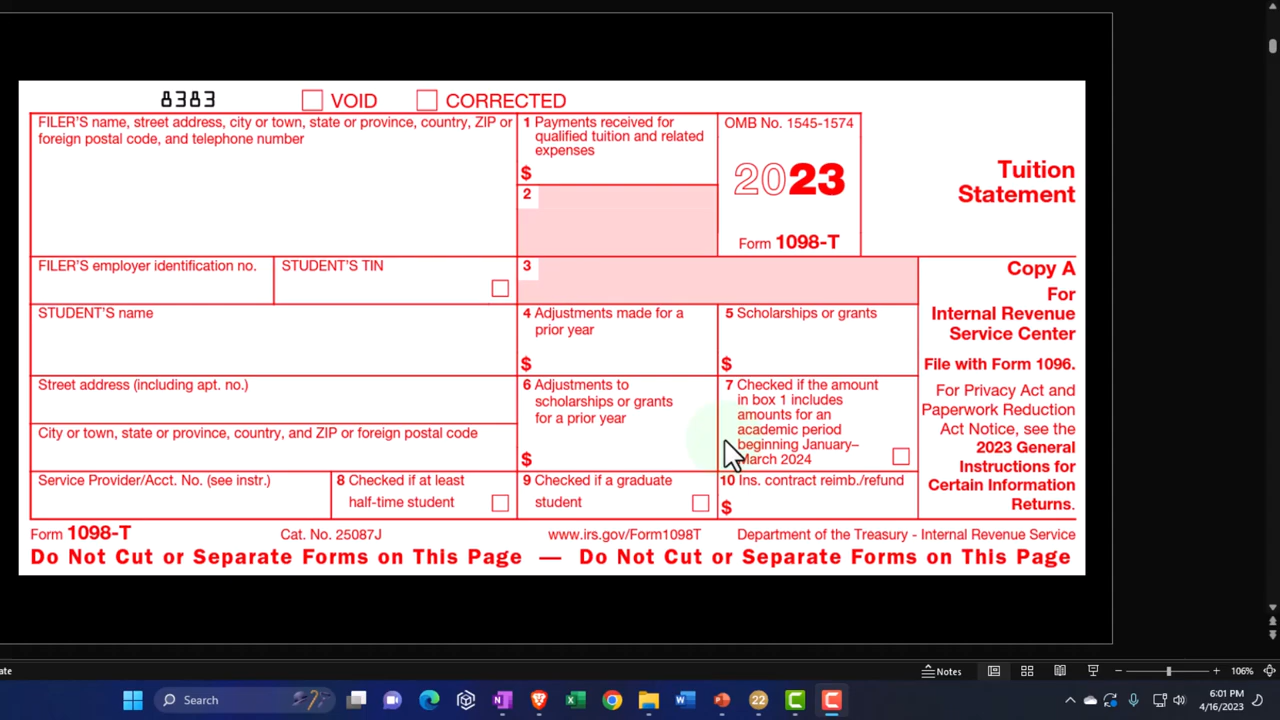 8383
VOID
CORRECTED
FILER'S name, street address, city or town, state or province, country, ZIP or
foreign postal code, and telephone number
1 Payments received for
qualified tuition and related
expenses
$
2
OMB No. 1545-1574
2023
Form 1098-T
Tuition
Statement
FILER'S employer identification no.
STUDENT'S TIN
3
Copy A
For
Internal Revenue
Service Center
File with Form 1096.
STUDENT'S name
4 Adjustments made for a
prior year
$
5 Scholarships or grants
$
Street address (including apt. no.)
6 Adjustments to
scholarships or grants
for a prior year
$
7 Checked if the amount
in box 1 includes
amounts for an
academic period
beginning January–
March 2024
For Privacy Act and
Paperwork Reduction
Act Notice, see the
2023 General
Instructions for
Certain Information
Returns.
City or town, state or province, country, and ZIP or foreign postal code
Service Provider/Acct. No. (see instr.)
8 Checked if at least
half-time student
9 Checked if a graduate
student
10 Ins. contract reimb./refund
$
Form 1098-T
Cat. No. 25087J
www.irs.gov/Form1098T
Department of the Treasury - Internal Revenue Service
Do Not Cut or Separate Forms on This Page — Do Not Cut or Separate Forms on This Page
ate
Notes
106%
Search
22
6:01 PM
4/16/2023